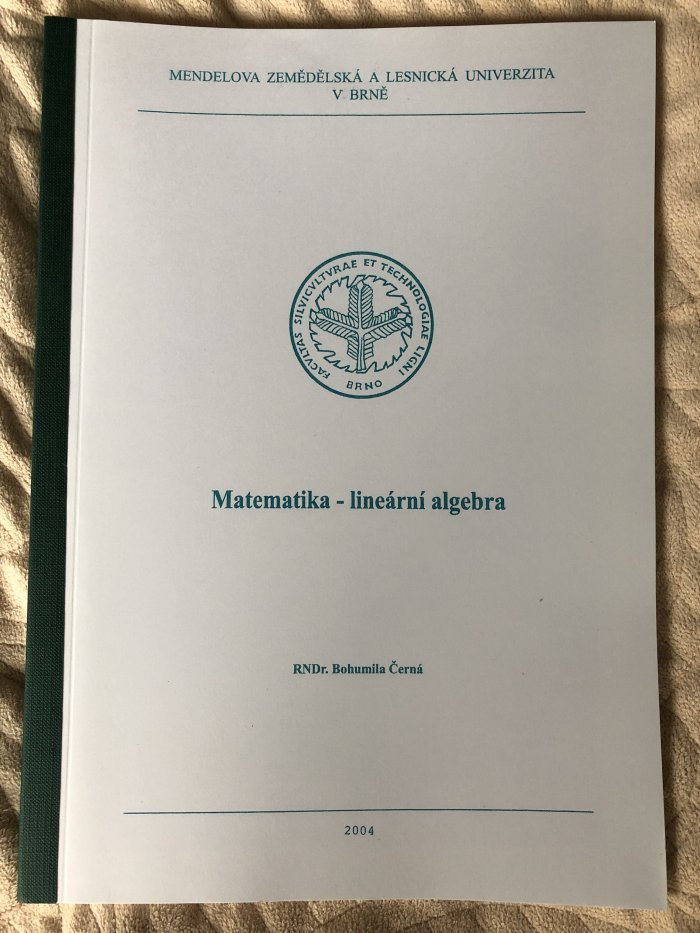 MENDELOVA ZEMĚDĚLSKÁ A LESNICKÁ UNIVERZITA
V BRNĚ
FACVLTAS SILVICVLTVRAE ET TECHNOLOGIAE LIGNI
BRNO
Matematika - lineární algebra
RNDr. Bohumila Černá
2004